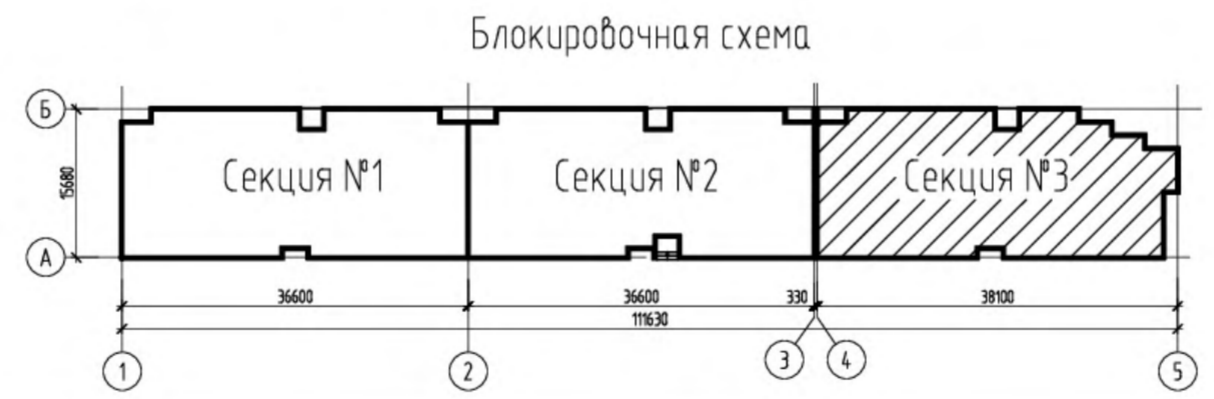 Блокировочная схема
Б
15680
А
Секция №1
Секция №2
Секция №3
36600
36600
330
38100
111630
1
2
3
4
5